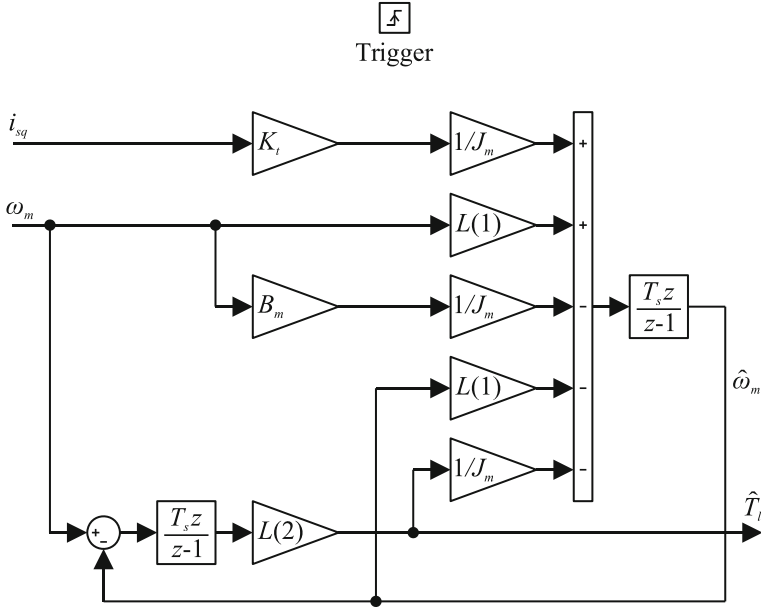 Trigger
i_sq
K_t
1/J_m
+
ω_m
L(1)
+
B_m
1/J_m
-
T_s z
z-1
L(1)
-
ω̂_m
1/J_m
-
+
-
T_s z
z-1
L(2)
T̂_l